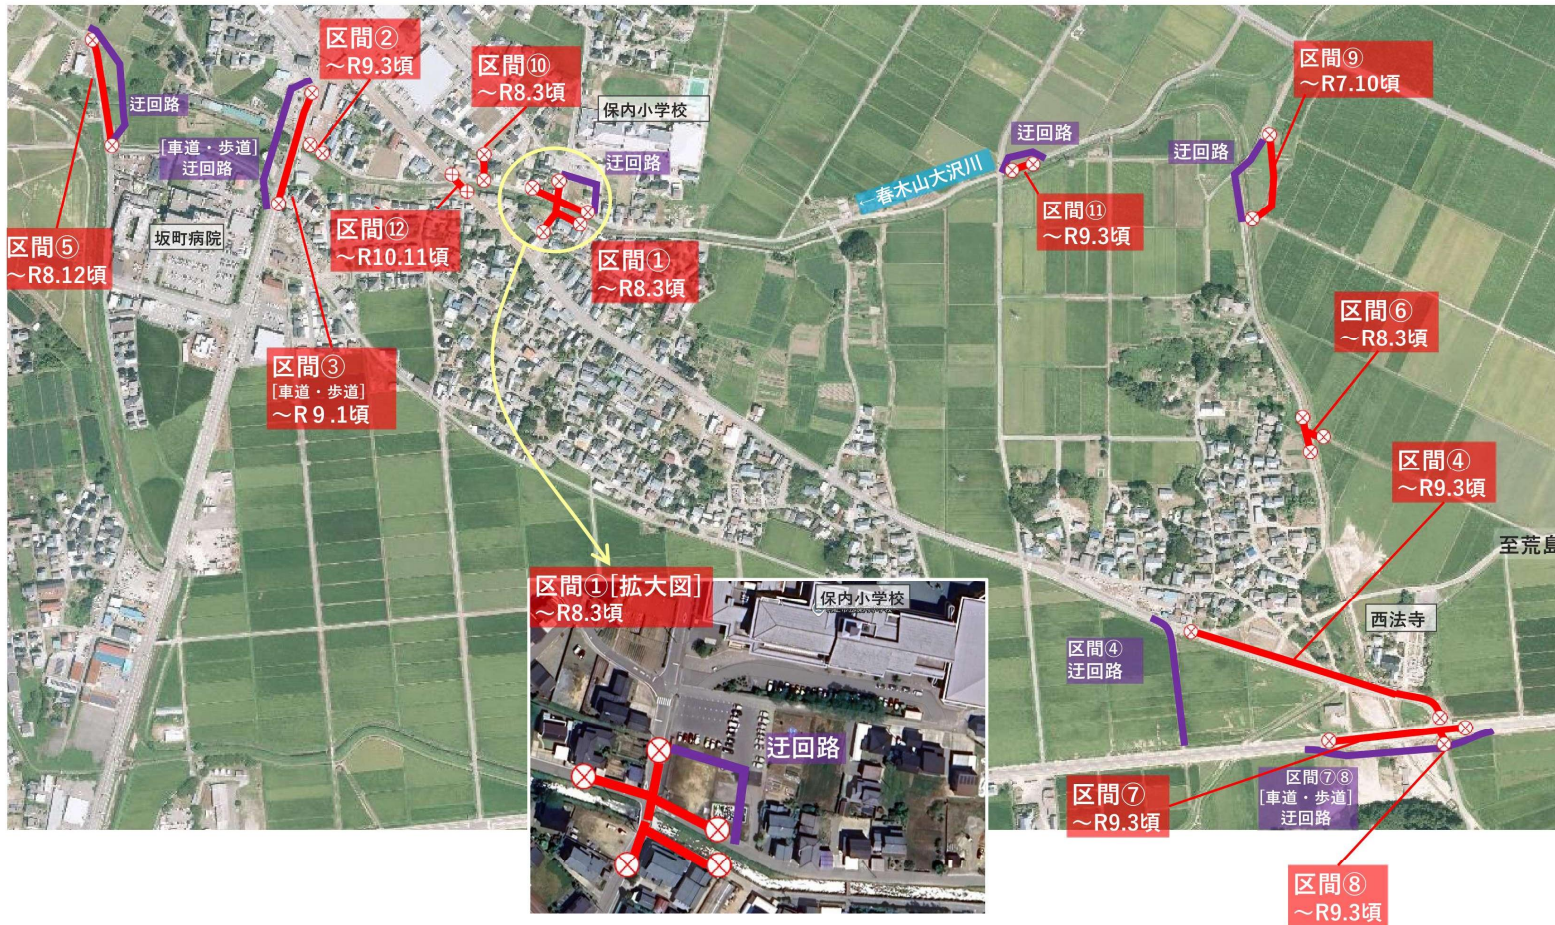 区間②
～R9.3頃
区間⑩
～R8.3頃
保内小学校
区間⑨
～R7.10頃
迂回路
[車道・歩道]
迂回路
迂回路
迂回路
迂回路
←春木山大沢川
区間⑤
～R8.12頃
坂町病院
区間⑫
～R10.11頃
区間⑪
～R9.3頃
区間①
～R8.3頃
区間⑥
～R8.3頃
区間③
[車道・歩道]
～R9.1頃
区間④
～R9.3頃
至荒島
区間①[拡大図]
～R8.3頃
保内小学校
西法寺
区間④
迂回路
迂回路
区間⑦
～R9.3頃
区間⑦⑧
[車道・歩道]
迂回路
区間⑧
～R9.3頃